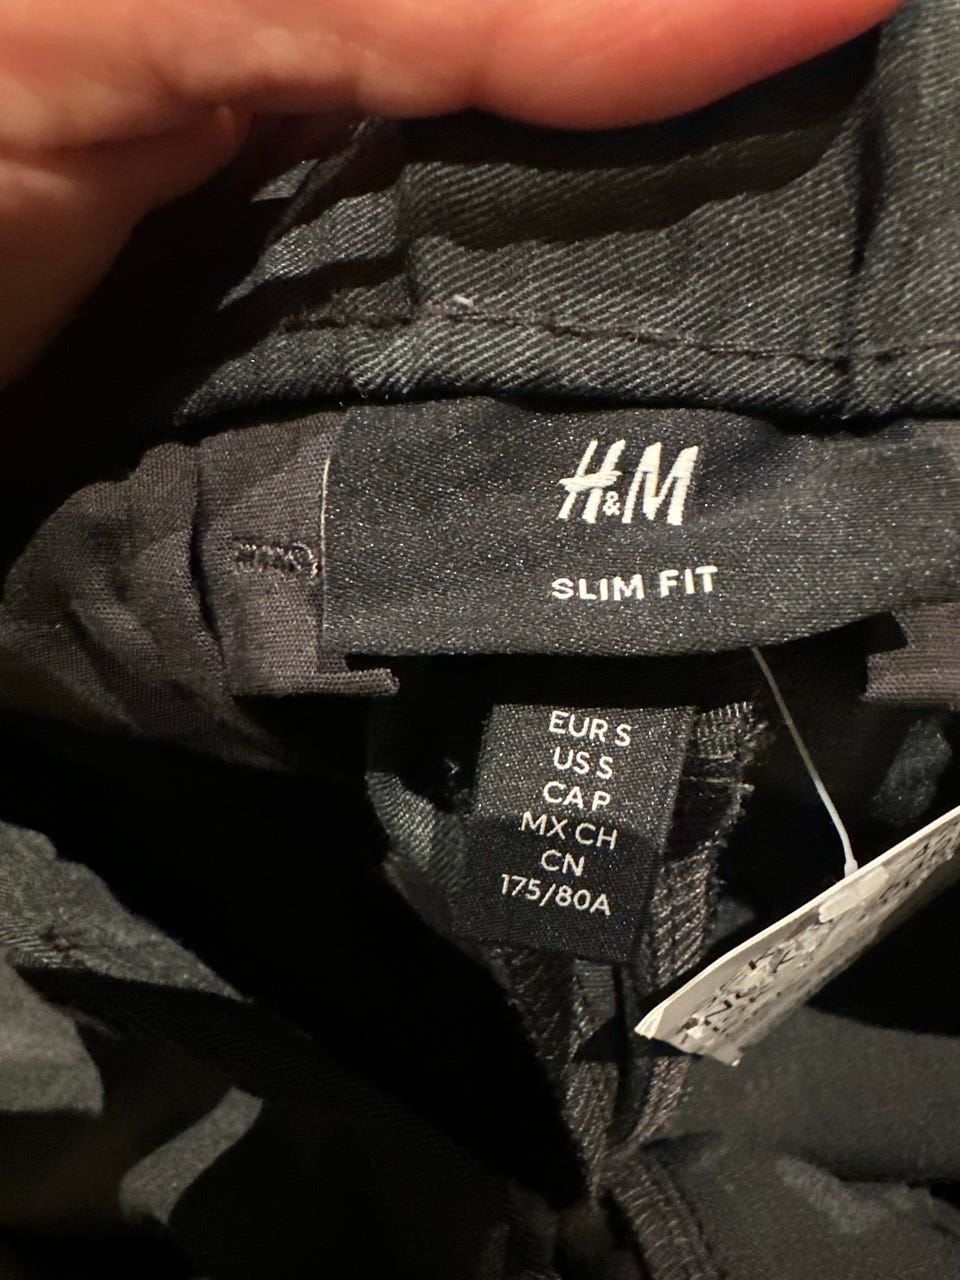 H&M
SLIM FIT
EUR S
US S
CA P
MX CH
CN
175/80A